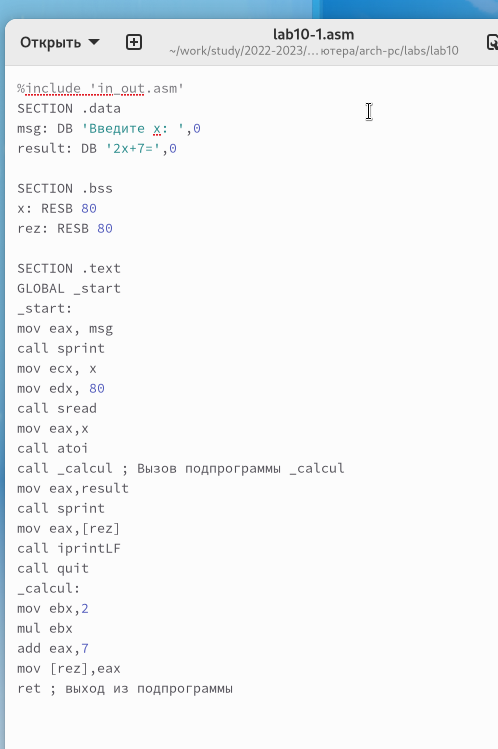 Открыть
lab10-1.asm
~/work/study/2022-2023/... ютера/arch-pc/labs/lab10
%include 'in_out.asm'
SECTION .data
msg: DB 'Введите x: ',0
result: DB '2x+7=',0
SECTION .bss
x: RESB 80
rez: RESB 80
SECTION .text
GLOBAL _start
_start:
mov eax, msg
call sprint
mov ecx, x
mov edx, 80
call sread
mov eax,x
call atoi
call _calcul ; Вызов подпрограммы _calcul
mov eax,result
call sprint
mov eax,[rez]
call iprintLF
call quit
_calcul:
mov ebx,2
mul ebx
add eax,7
mov [rez],eax
ret ; выход из подпрограммы